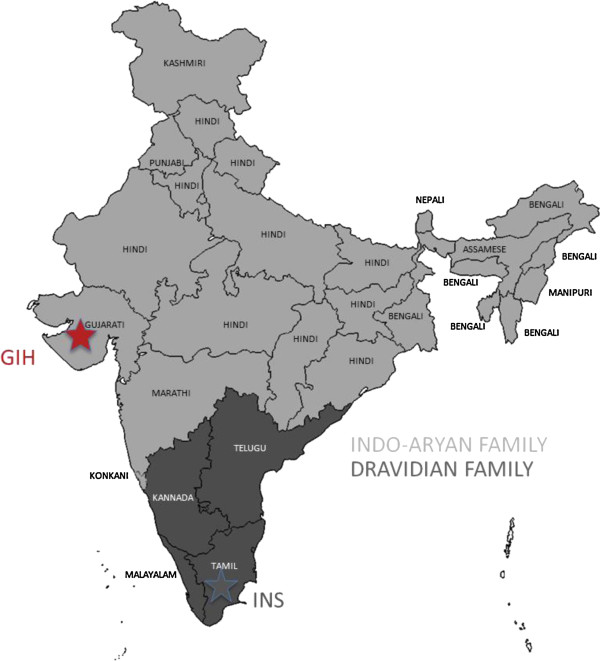 KASHMIRI
HINDI
PUNJABI
HINDI
HINDI
HINDI
HINDI
HINDI
NEPALI
BENGALI
ASSAMESE
BENGALI
BENGALI
MANIPURI
BENGALI
BENGALI
GUJARATI
HINDI
HINDI
HINDI
BENGALI
HINDI
GIH
MARATHI
INDO-ARYAN FAMILY
DRAVIDIAN FAMILY
TELUGU
KONKANI
KANNADA
TAMIL
MALAYALAM
INS